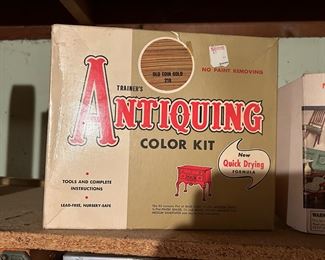 OLD COIN GOLD
NO PAINT REMOVING
TRAINER'S
ANTIQUING
COLOR KIT
New
Quick Drying
FORMULA
TOOLS AND COMPLETE
INSTRUCTIONS
LEAD-FREE, NURSERY-SAFE